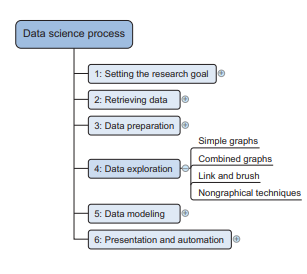 Data science process
1: Setting the research goal
2: Retrieving data
3: Data preparation
4: Data exploration
Simple graphs
Combined graphs
Link and brush
Nongraphical techniques
5: Data modeling
6: Presentation and automation